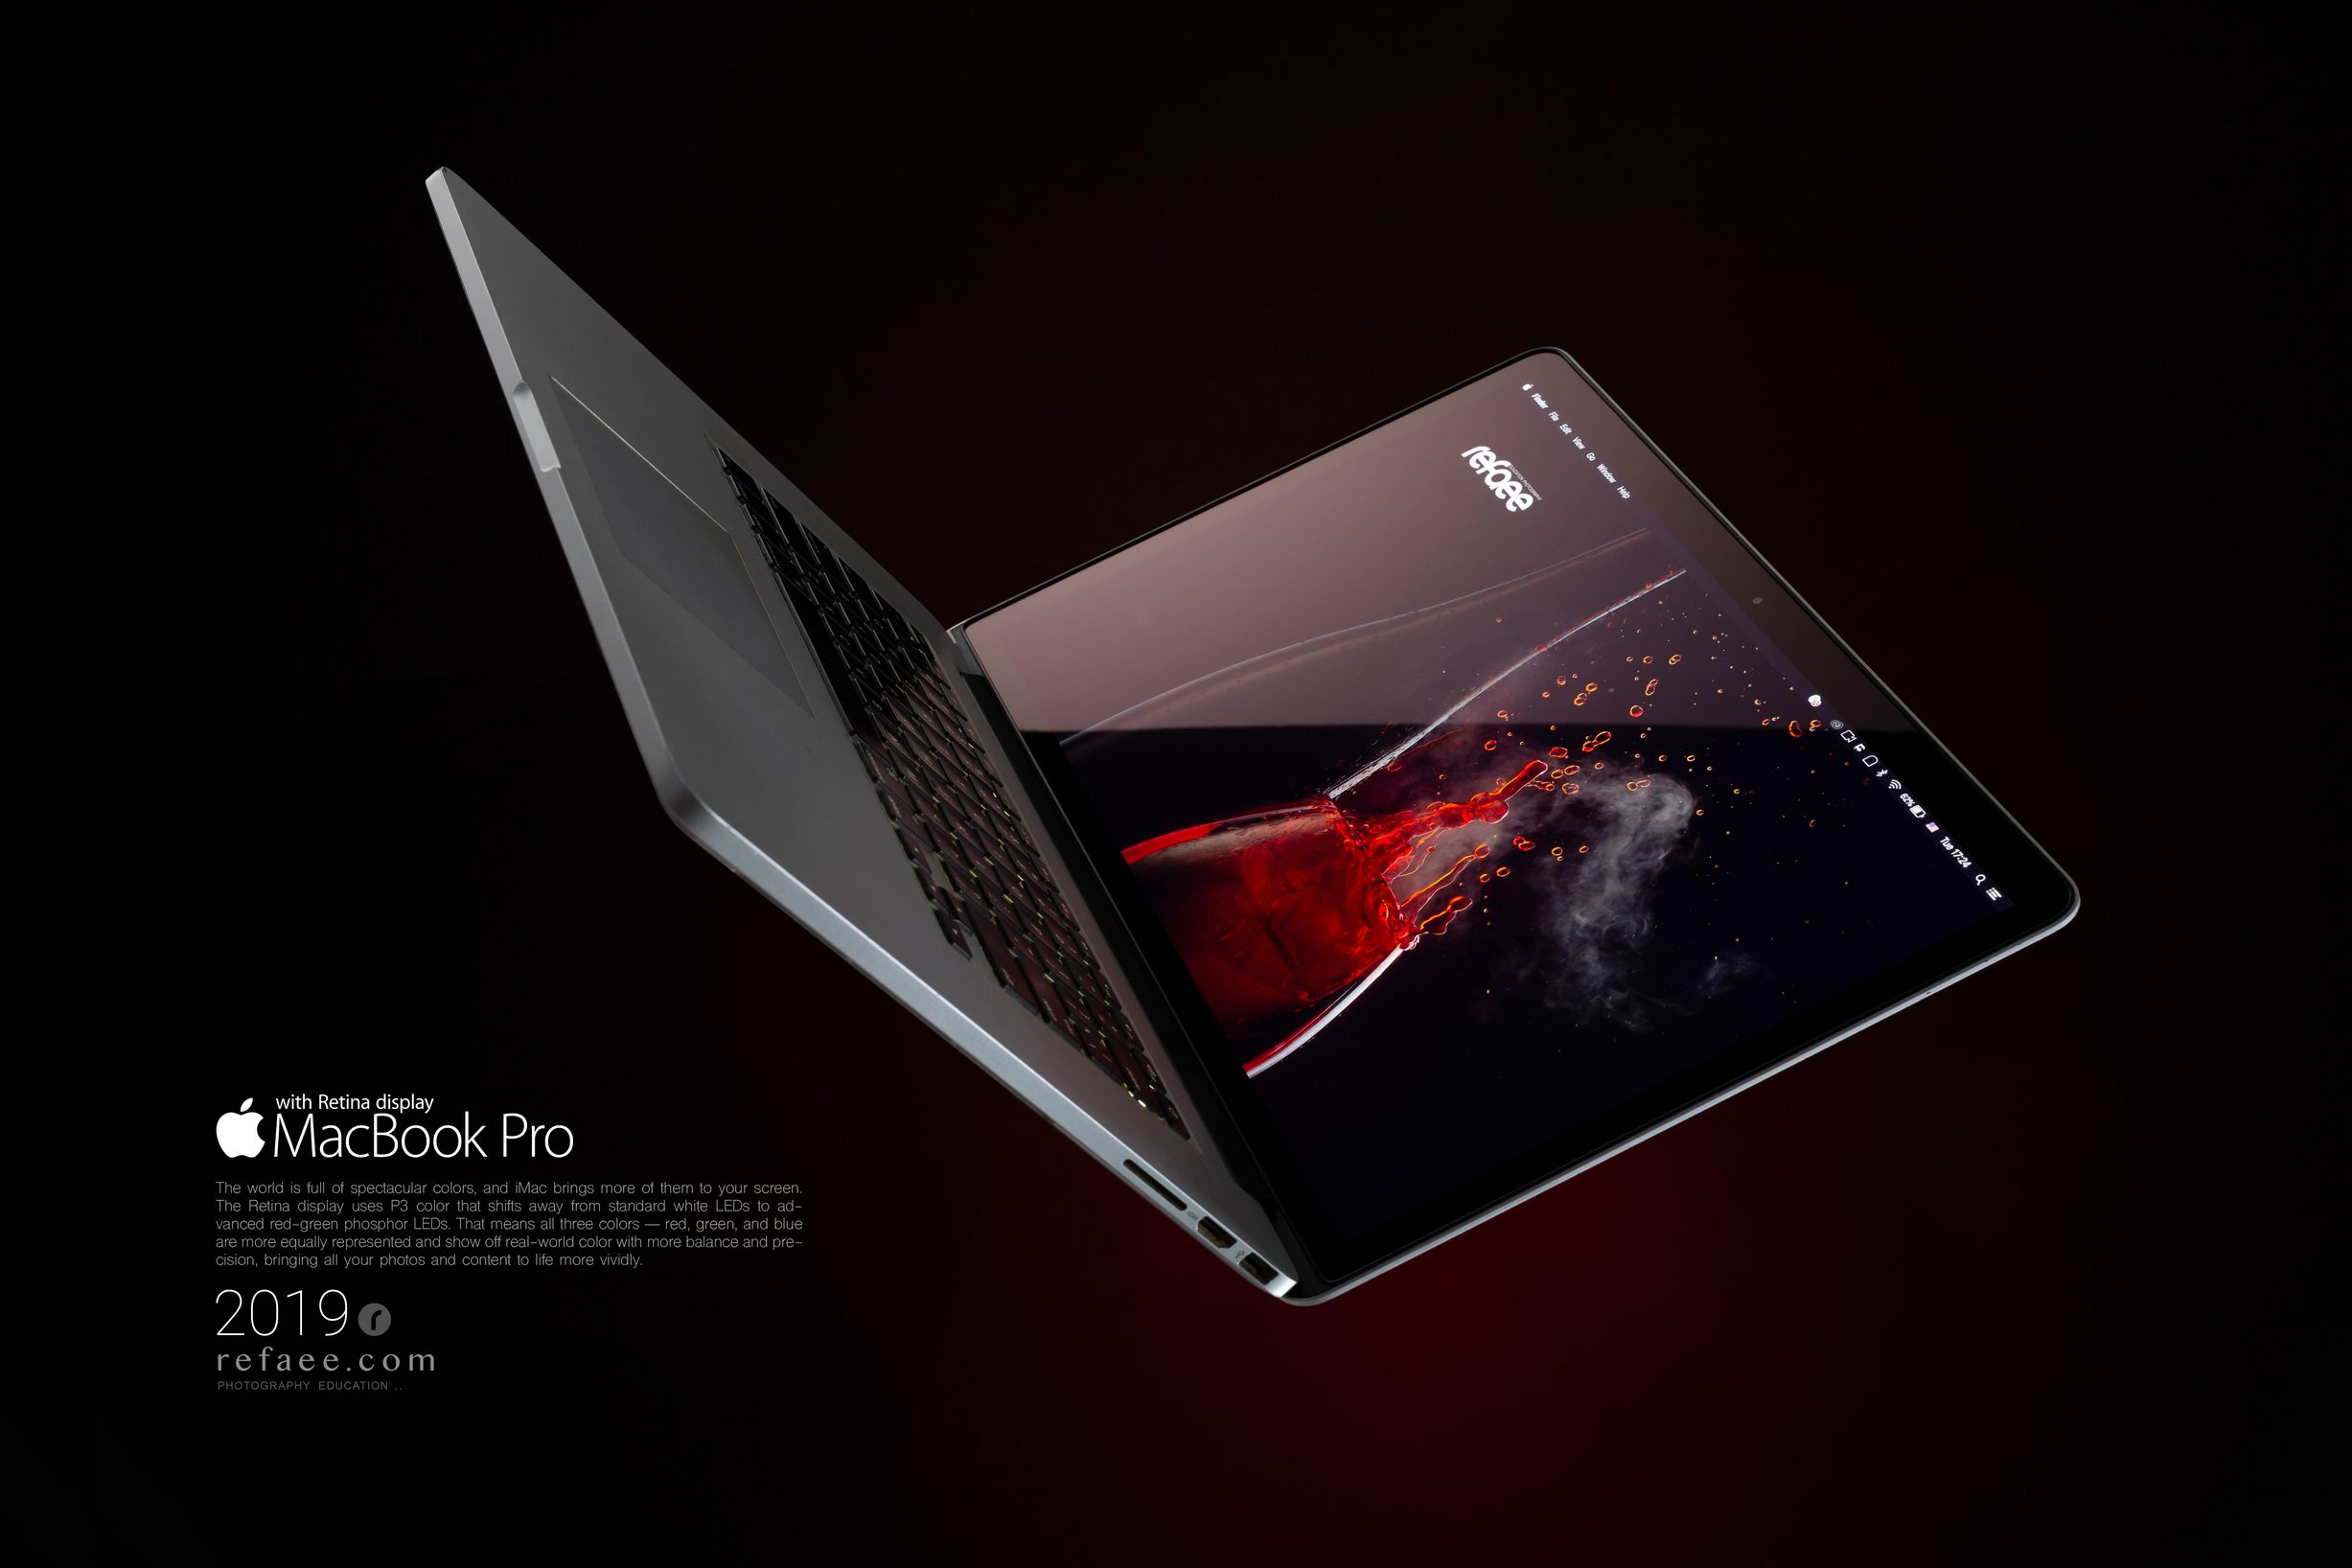 Finder File Edit View Go Window Help
62% Tue 17:24
refaee
with Retina display
MacBook Pro
The world is full of spectacular colors, and iMac brings more of them to your screen.
The Retina display uses P3 color that shifts away from standard white LEDs to ad-
vanced red-green phosphor LEDs. That means all three colors — red, green, and blue
are more equally represented and show off real-world color with more balance and pre-
cision, bringing all your photos and content to life more vividly.
2019 r
refaee.com
PHOTOGRAPHY EDUCATION ..